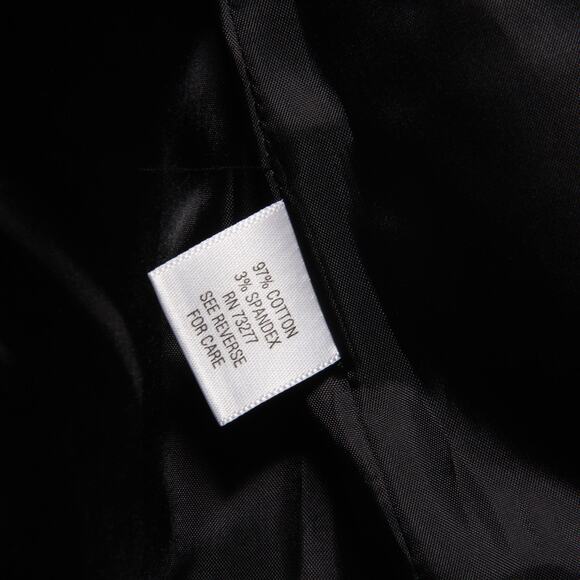 97% COTTON
3% SPANDEX
RN 73277
SEE REVERSE
FOR CARE